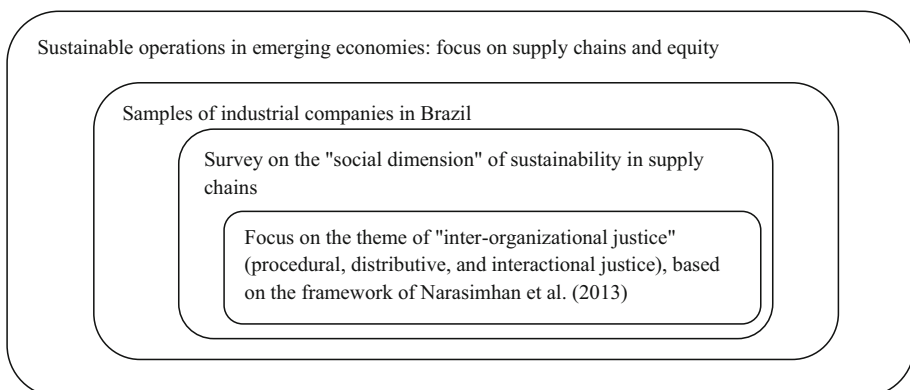 Sustainable operations in emerging economies: focus on supply chains and equity
Samples of industrial companies in Brazil
Survey on the "social dimension" of sustainability in supply
chains
Focus on the theme of "inter-organizational justice"
(procedural, distributive, and interactional justice), based
on the framework of Narasimhan et al. (2013)